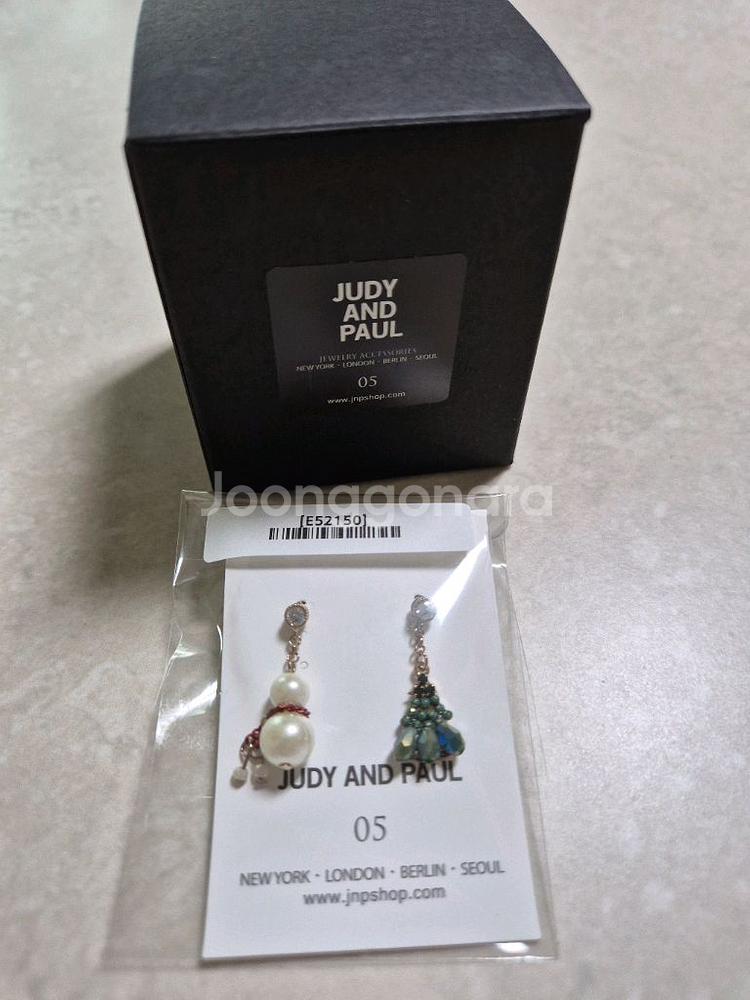 JUDY
AND
PAUL
JEWELRY ACCESSORIES
NEW YORK · LONDON · BERLIN · SEOUL
05
www.jnpshop.com
Joonggonara
[E52150]
JUDY AND PAUL
05
NEW YORK · LONDON · BERLIN · SEOUL
www.jnpshop.com